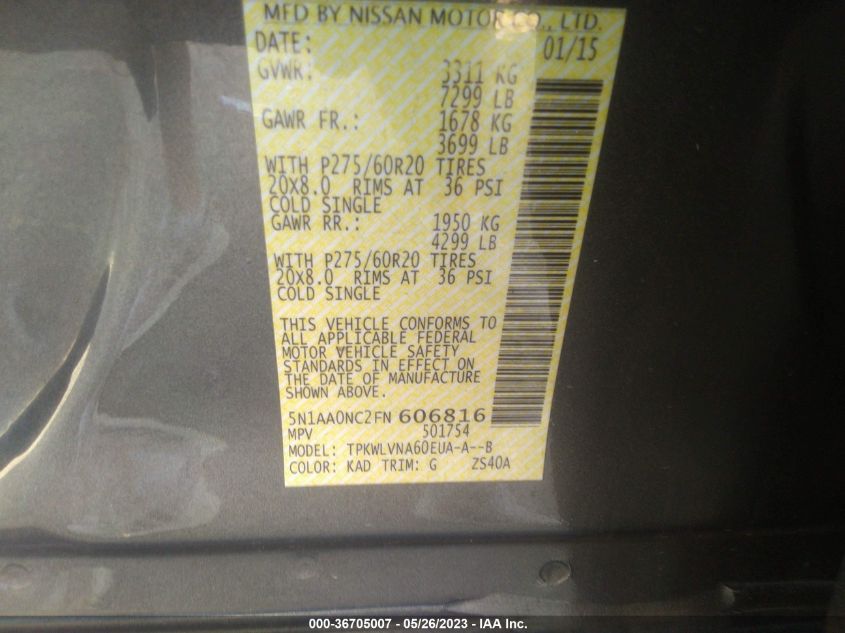 MFD BY NISSAN MOTOR CO., LTD.
DATE: 01/15
GVWR: 3311 KG
7299 LB
GAWR FR.: 1678 KG
3699 LB
WITH P275/60R20 TIRES
20X8.0 RIMS AT 36 PSI
COLD SINGLE
GAWR RR.: 1950 KG
4299 LB
WITH P275/60R20 TIRES
20X8.0 RIMS AT 36 PSI
COLD SINGLE
THIS VEHICLE CONFORMS TO
ALL APPLICABLE FEDERAL
MOTOR VEHICLE SAFETY
STANDARDS IN EFFECT ON
THE DATE OF MANUFACTURE
SHOWN ABOVE.
5N1AA0NC2FN 606816
MPV 501754
MODEL: TPKWLVNA60EUA-A--B
COLOR: KAD TRIM: G ZS40A
000-36705007 - 05/26/2023 - IAA Inc.